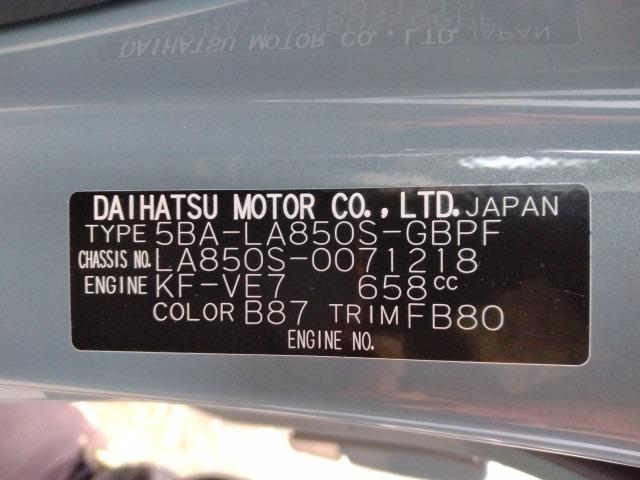 DAIHATSU MOTOR CO., LTD. JAPAN
TYPE 5BA-LA850S-GBPF
CHASSIS NO. LA850S-0071218
ENGINE KF-VE7 658cc
COLOR B87 TRIM FB80
ENGINE NO.